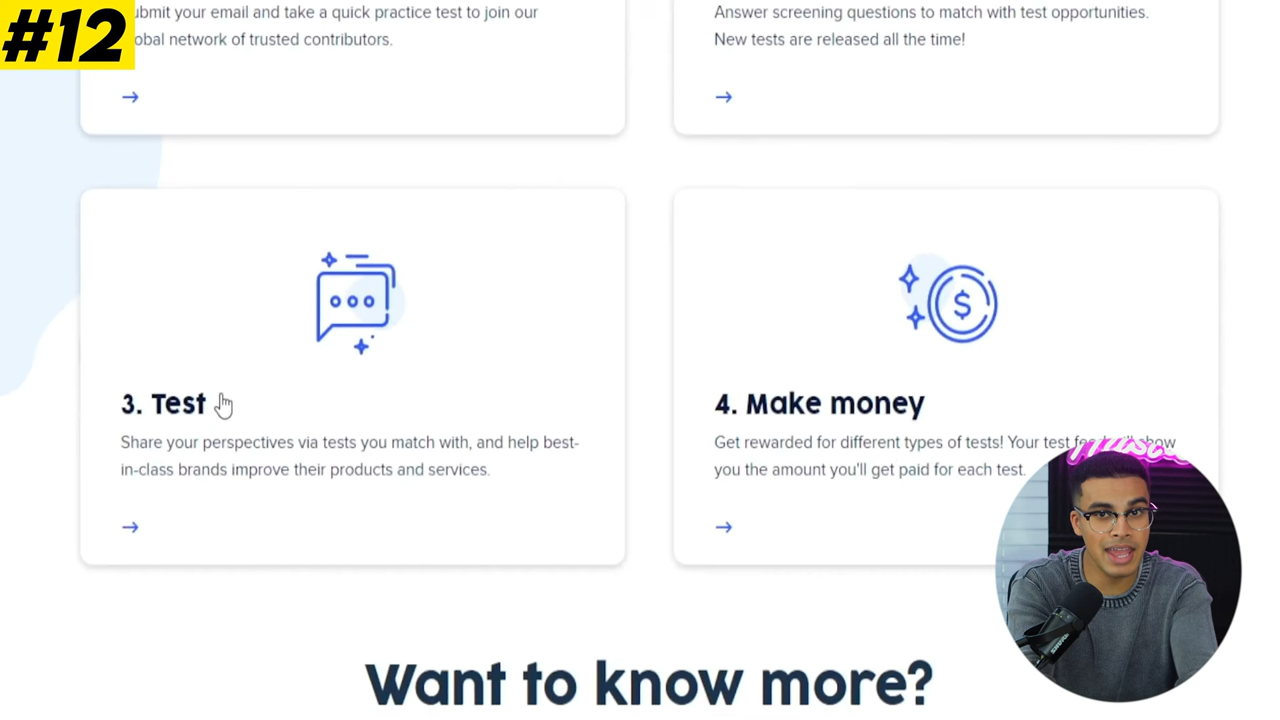 #12
ubmit your email and take a quick practice test to join our
obal network of trusted contributors.
Answer screening questions to match with test opportunities.
New tests are released all the time!
3. Test
Share your perspectives via tests you match with, and help best-
in-class brands improve their products and services.
4. Make money
Get rewarded for different types of tests! Your test
you the amount you'll get paid for each test.
Want to know more?